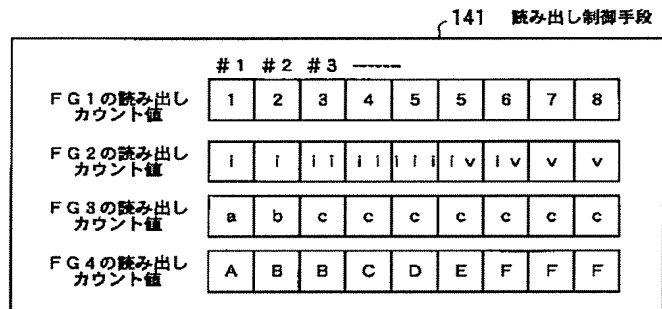 141 読み出し制御手段
#1 #2 #3 ------
FG1の読み出し
カウント値
1 2 3 4 5 5 6 7 8
FG2の読み出し
カウント値
i i ii ii iii iv iv v v
FG3の読み出し
カウント値
a b c c c c c c c
FG4の読み出し
カウント値
A B B C D E F F F